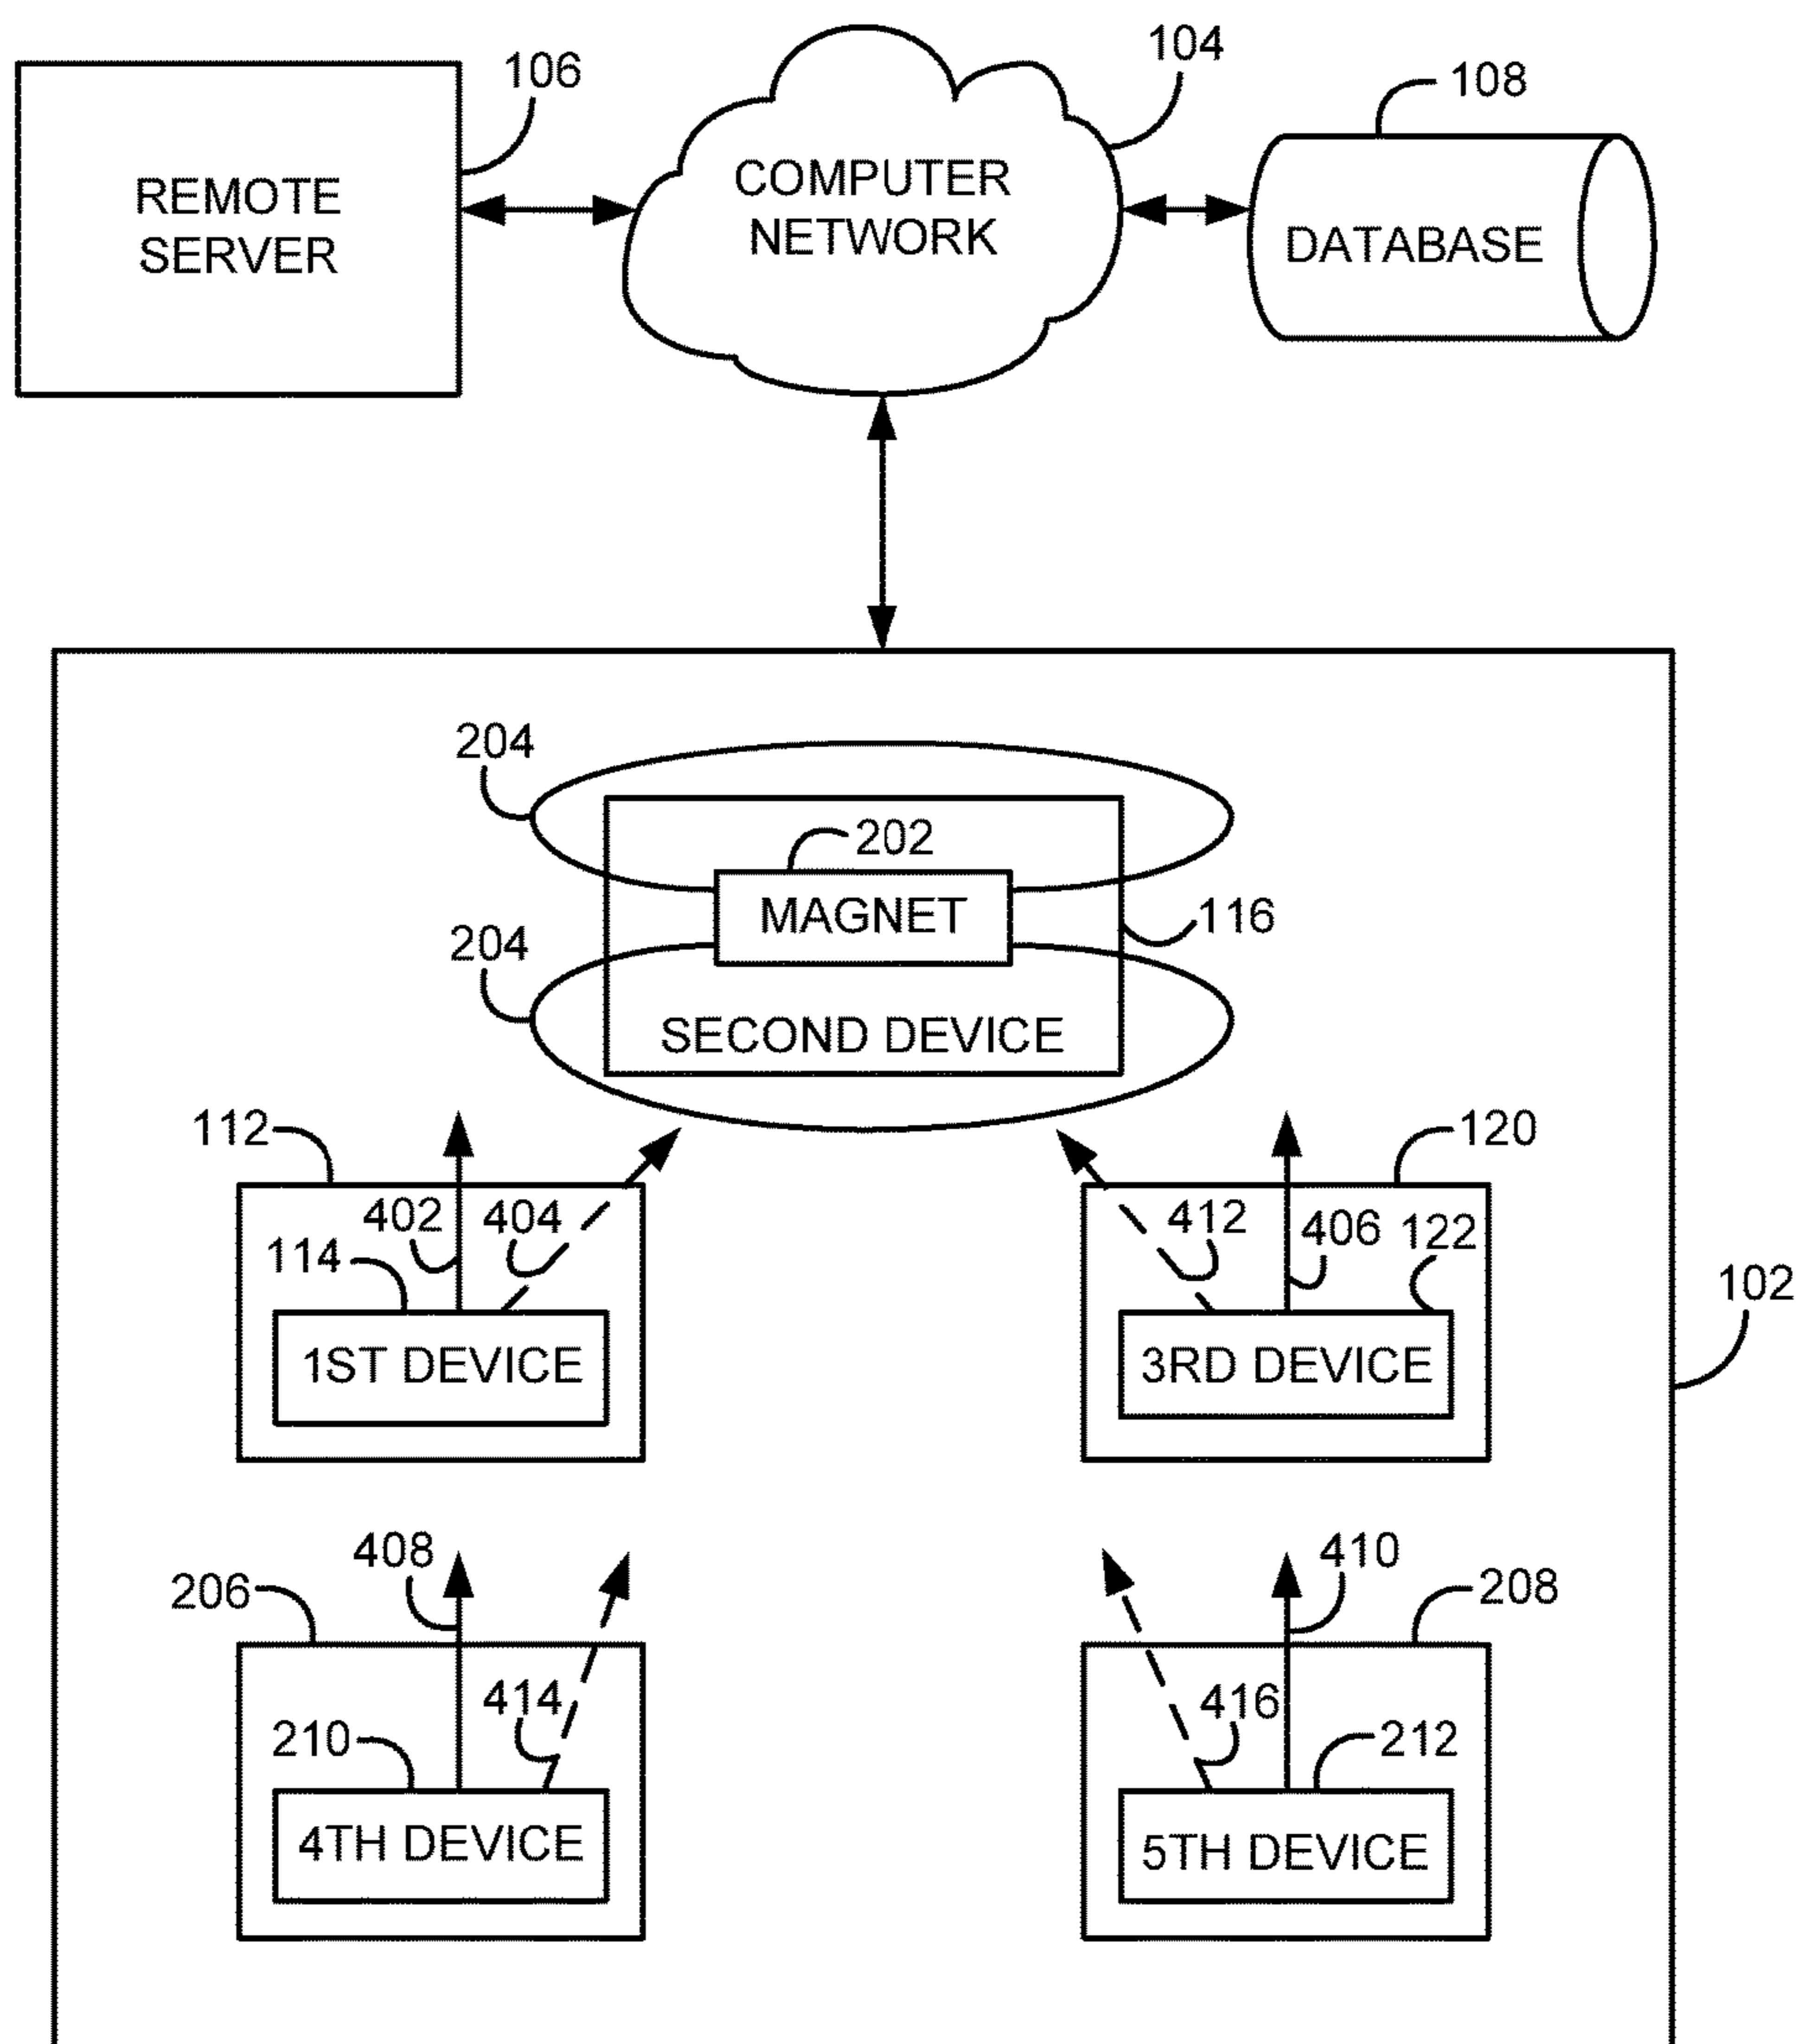 106
104
108
REMOTE
SERVER
COMPUTER
NETWORK
DATABASE
204
202
MAGNET
116
204
SECOND DEVICE
112
120
402
404
412
406
122
114
102
1ST DEVICE
3RD DEVICE
408
410
206
208
414
416
210
212
4TH DEVICE
5TH DEVICE